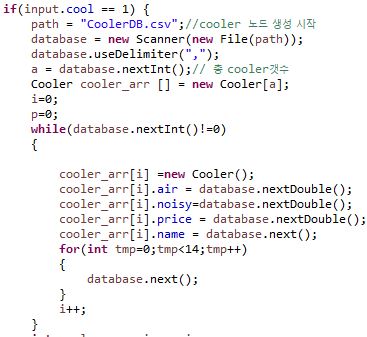 if(input.cool == 1) {
path = "CoolerDB.csv";//cooler 노드 생성 시작
database = new Scanner(new File(path));
database.useDelimiter(",");
a = database.nextInt();// 총 cooler갯수
Cooler cooler_arr [] = new Cooler[a];
i=0;
p=0;
while(database.nextInt()!=0)
{
cooler_arr[i] =new Cooler();
cooler_arr[i].air = database.nextDouble();
cooler_arr[i].noisy=database.nextDouble();
cooler_arr[i].price = database.nextDouble();
cooler_arr[i].name = database.next();
for(int tmp=0;tmp<14;tmp++)
{
database.next();
}
i++;
}